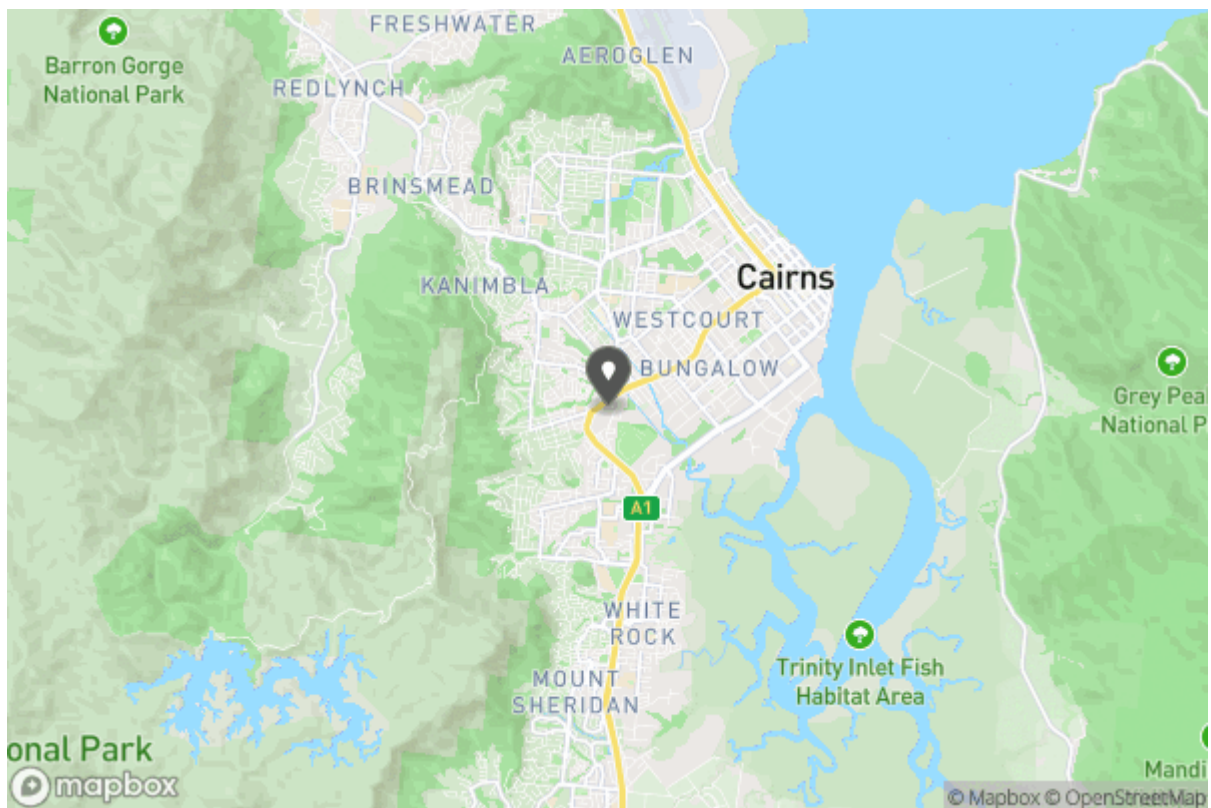 FRESHWATER
AEROGLEN
Barron Gorge
National Park
REDLYNCH
BRINSMEAD
Cairns
KANIMBLA
WESTCOURT
BUNGALOW
Grey Pea
National P
A1
WHITE
ROCK
Trinity Inlet Fish
Habitat Area
MOUNT
SHERIDAN
onal Park
Mandi
mapbox
© Mapbox © OpenStreetMap